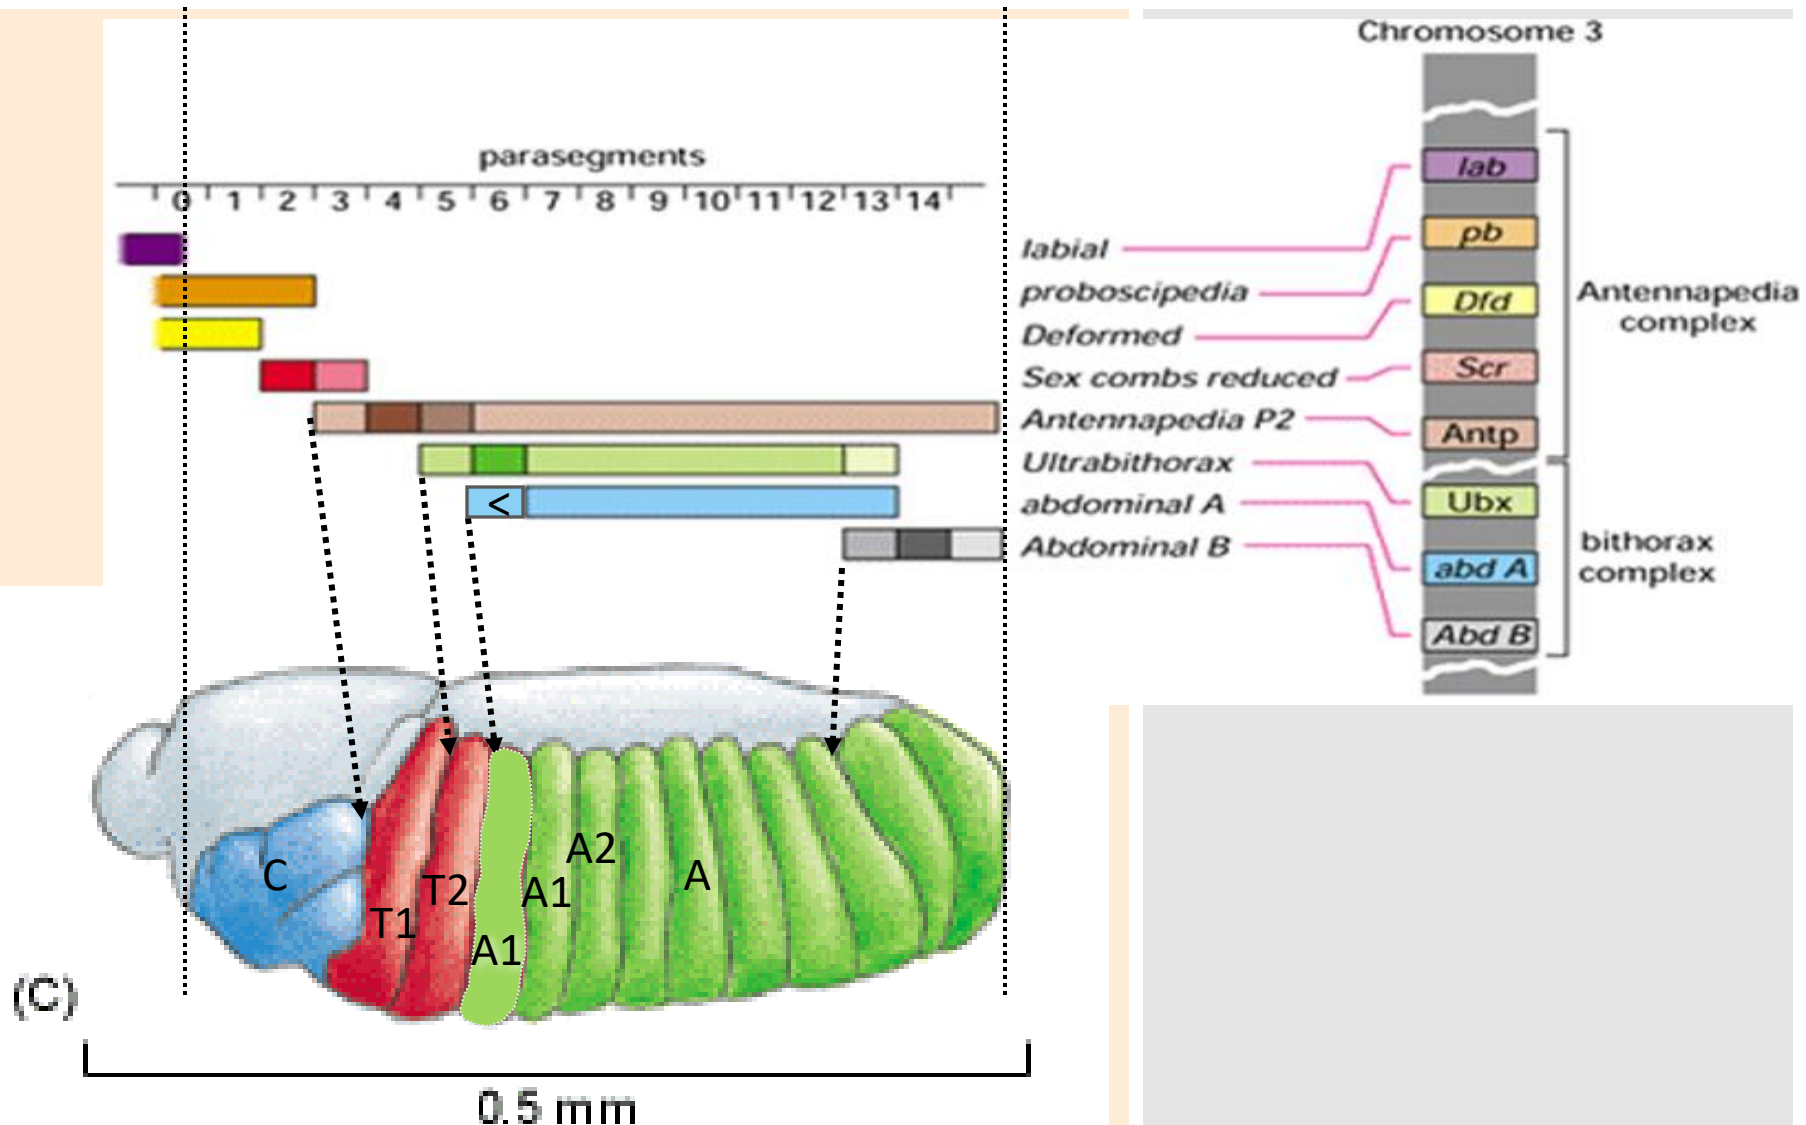 Chromosome 3
parasegments
0 1 2 3 4 5 6 7 8 9 10 11 12 13 14
lab
pb
Dfd
Scr
Antp
Ubx
abd A
Abd B
labial
proboscipedia
Deformed
Sex combs reduced
Antennapedia P2
Ultrabithorax
abdominal A
Abdominal B
Antennapedia
complex
bithorax
complex
<
C
T1
T2
A1
A1
A2
A
(C)
0.5 mm